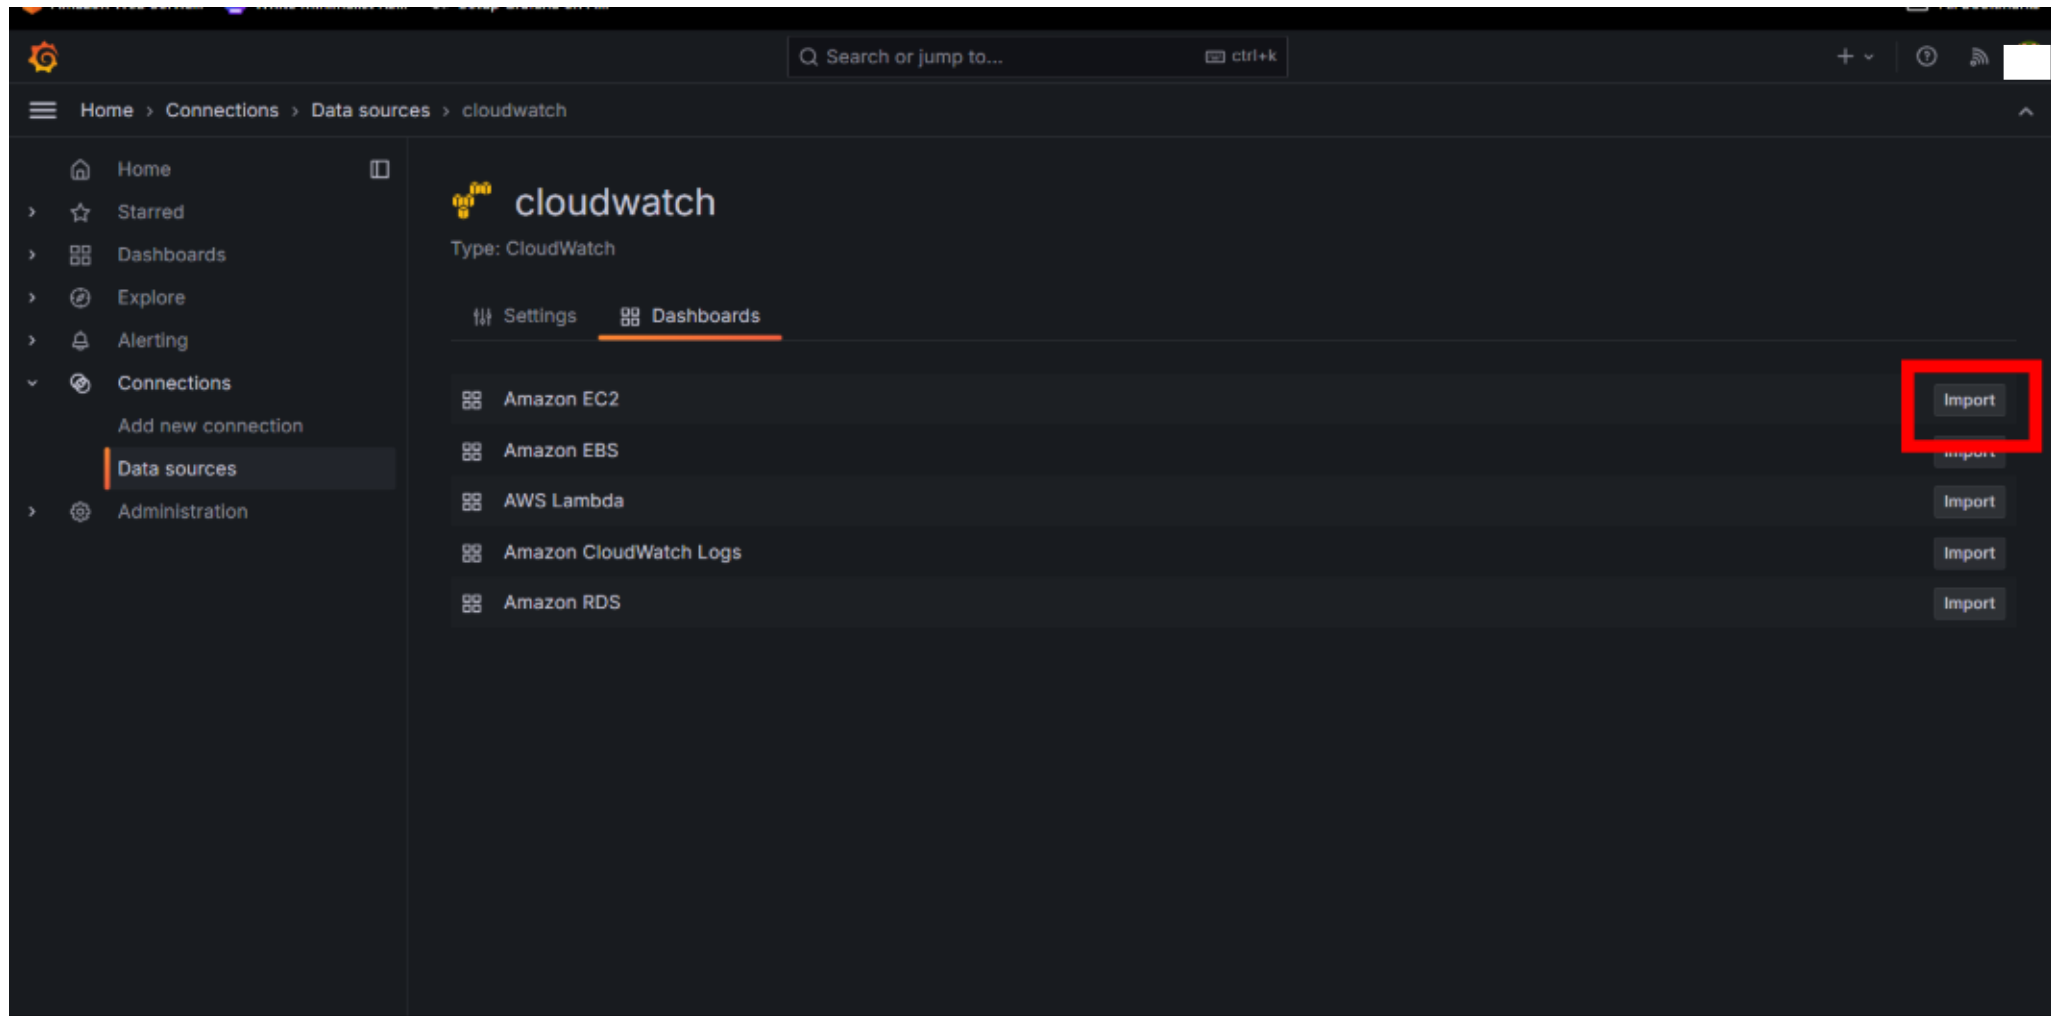 Search or jump to... ctrl+k
Home > Connections > Data sources > cloudwatch
Home
Starred
Dashboards
Explore
Alerting
Connections
Add new connection
Data sources
Administration
cloudwatch
Type: CloudWatch
Settings Dashboards
Amazon EC2 Import
Amazon EBS Import
AWS Lambda Import
Amazon CloudWatch Logs Import
Amazon RDS Import